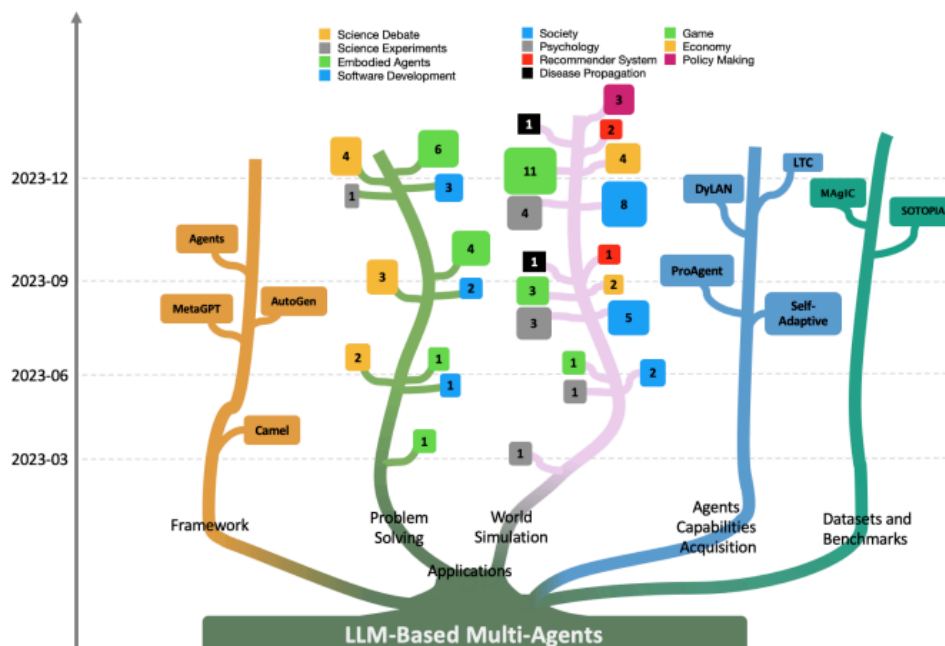 Science Debate
Science Experiments
Embodied Agents
Software Development
Society
Psychology
Recommender System
Disease Propagation
Game
Economy
Policy Making
2023-12
2023-09
2023-06
2023-03
Agents
MetaGPT
AutoGen
Camel
Framework
4
6
1
3
4
3
2
2
1
1
1
Problem
Solving
3
1
2
11
4
4
8
1
1
3
2
3
5
1
2
1
1
World
Simulation
Applications
LTC
DyLAN
ProAgent
Self-
Adaptive
Agents
Capabilities
Acquisition
MAgIC
SOTOPIA
Datasets and
Benchmarks
LLM-Based Multi-Agents